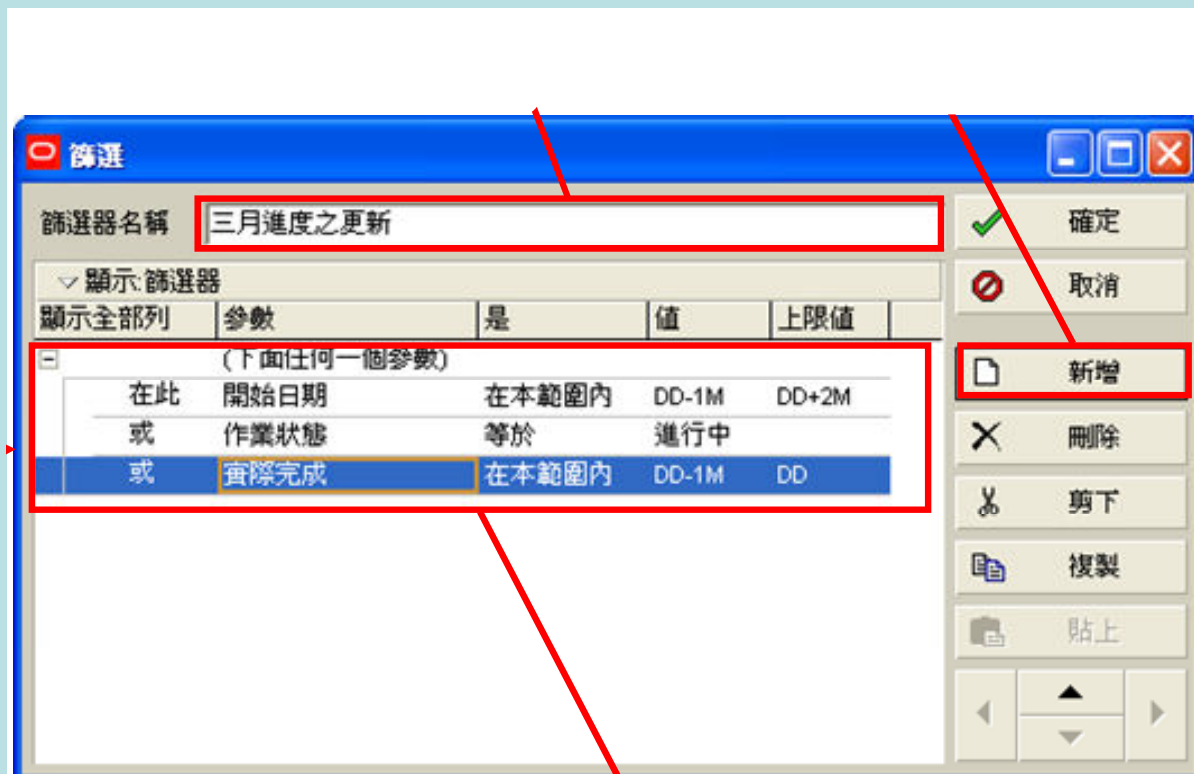 篩選
篩選器名稱 三月進度之更新 確定
顯示:篩選器 取消
顯示全部列 參數 是 值 上限值
(下面任何一個參數) 新增
在此 開始日期 在本範圍內 DD-1M DD+2M
或 作業狀態 等於 進行中 刪除
或 實際完成 在本範圍內 DD-1M DD
剪下
複製
貼上